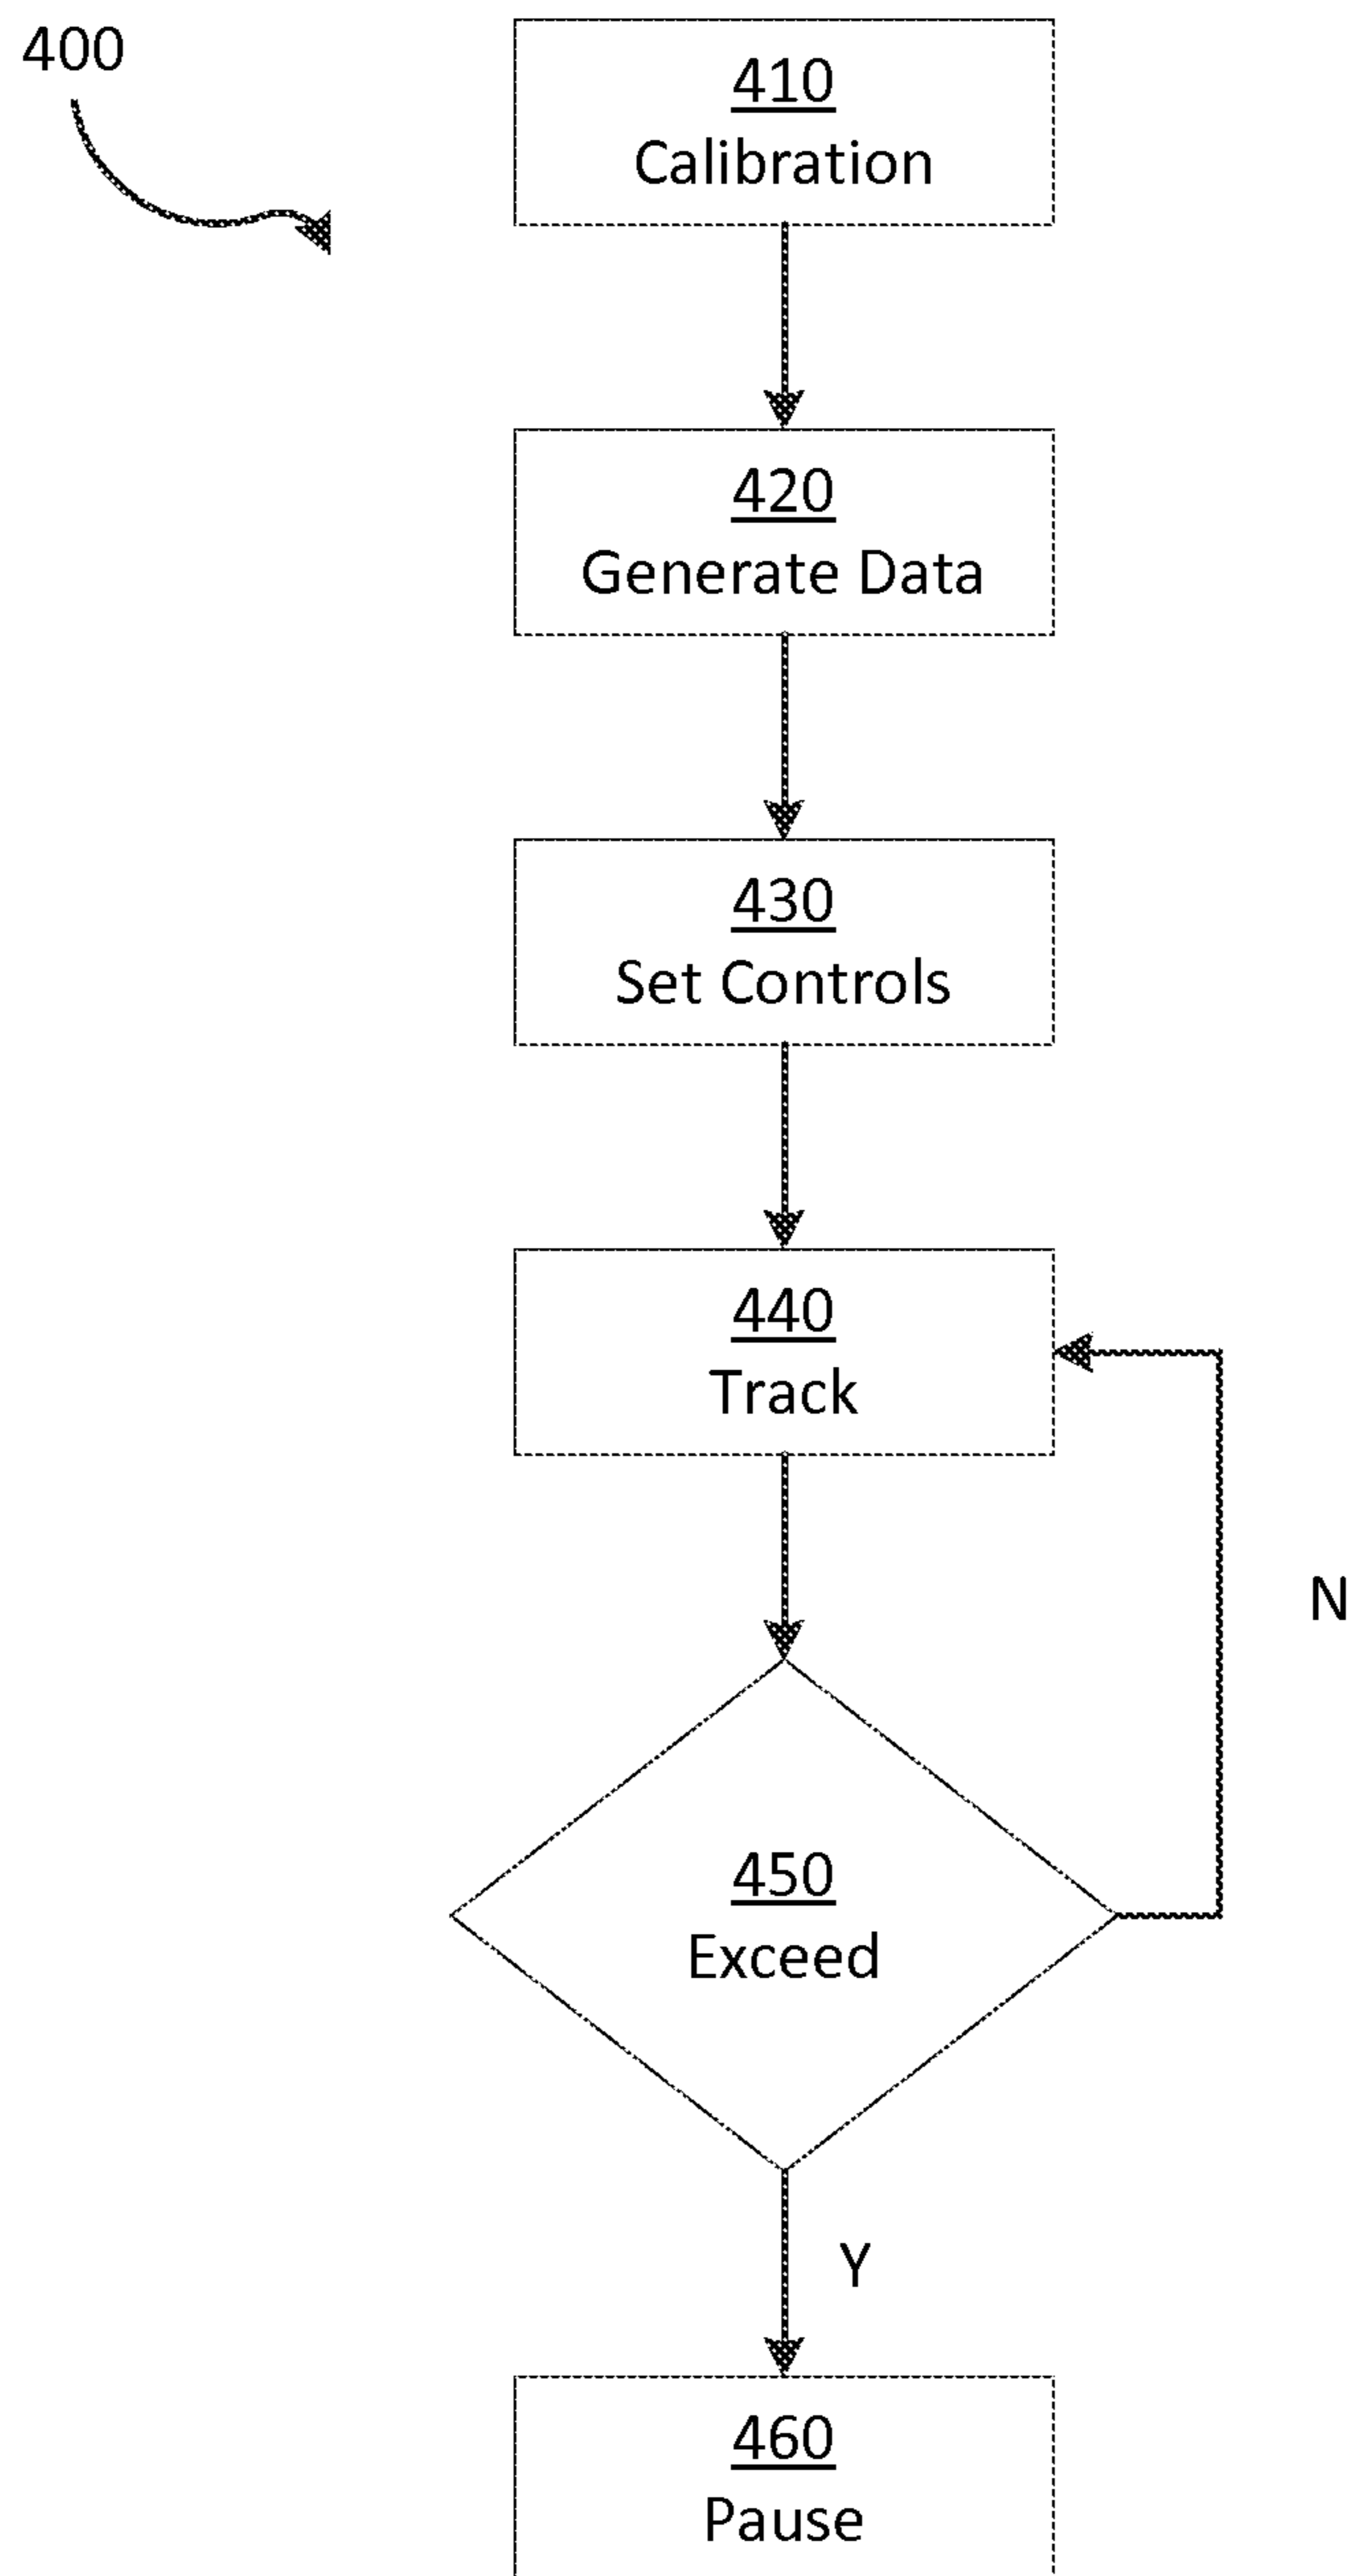 400
410
Calibration
420
Generate Data
430
Set Controls
440
Track
N
450
Exceed
Y
460
Pause